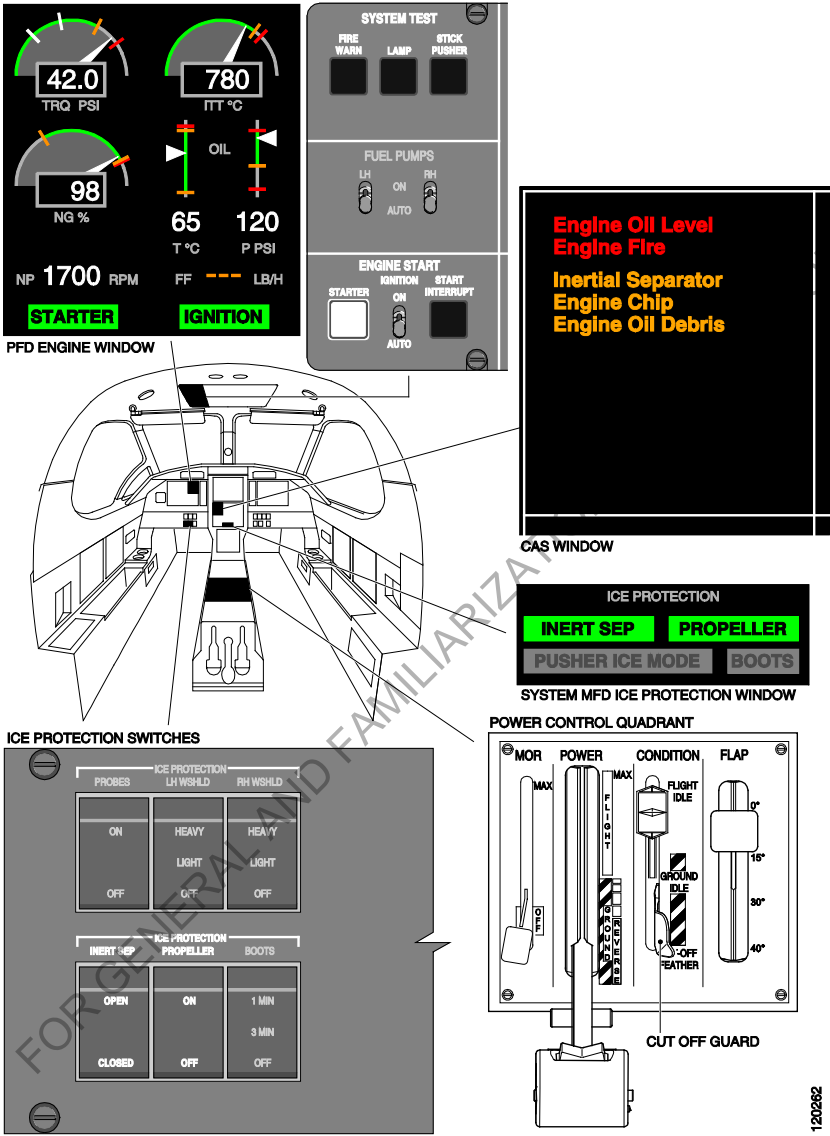 42.0
TRQ PSI
780
ITT °C
98
NG %
OIL
65
T °C
120
P PSI
NP 1700 RPM
FF --- LB/H
STARTER
IGNITION
PFD ENGINE WINDOW
SYSTEM TEST
FIRE
WARN
LAMP
STICK
PUSHER
FUEL PUMPS
LH
RH
ON
AUTO
ENGINE START
STARTER
IGNITION
ON
AUTO
START
INTERRUPT
Engine Oil Level
Engine Fire
Inertial Separator
Engine Chip
Engine Oil Debris
CAS WINDOW
ICE PROTECTION
INERT SEP
PROPELLER
PUSHER ICE MODE
BOOTS
SYSTEM MFD ICE PROTECTION WINDOW
ICE PROTECTION SWITCHES
ICE PROTECTION
PROBES
LH WSHLD
RH WSHLD
ON
OFF
HEAVY
LIGHT
OFF
HEAVY
LIGHT
OFF
ICE PROTECTION
INERT SEP
PROPELLER
BOOTS
OPEN
CLOSED
ON
OFF
1 MIN
3 MIN
OFF
POWER CONTROL QUADRANT
MOR
POWER
CONDITION
FLAP
MAX
OFF
MAX
FLIGHT
GROUND
REVERSE
FLIGHT
IDLE
GROUND
IDLE
-OFF
FEATHER
0°
15°
30°
40°
CUT OFF GUARD
120262
FOR GENERAL AND FAMILIARIZATI